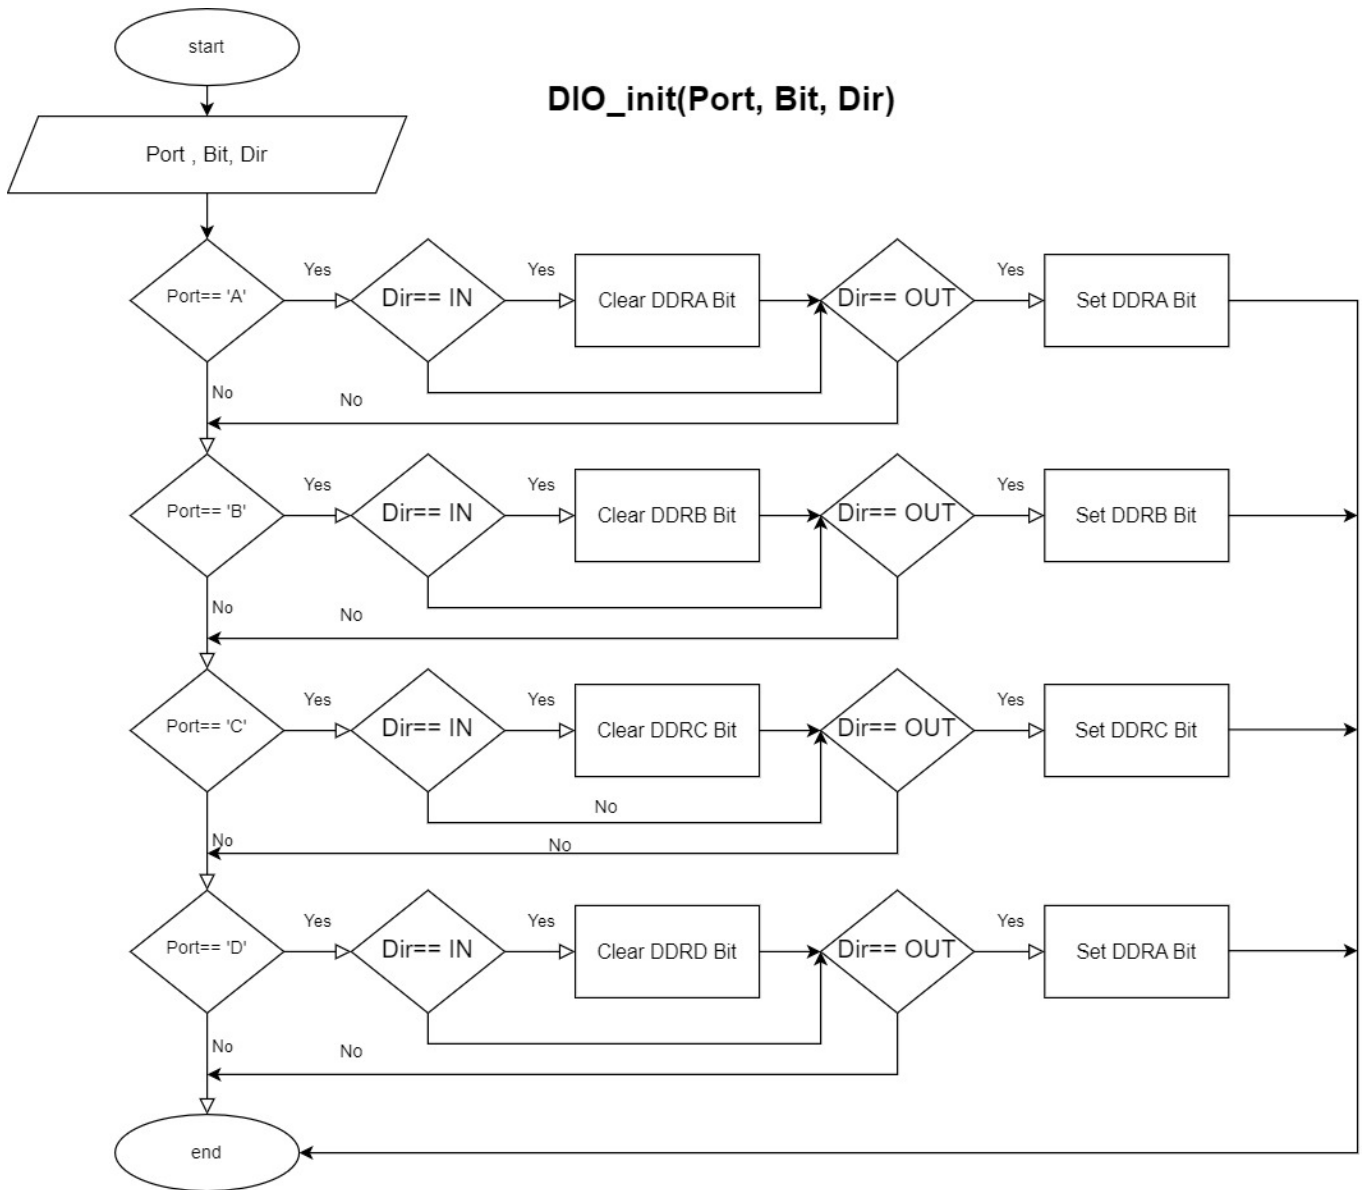 start
DIO_init(Port, Bit, Dir)
Port , Bit, Dir
Port== 'A'
Yes
Dir== IN
Yes
Clear DDRA Bit
Dir== OUT
Yes
Set DDRA Bit
No
No
Port== 'B'
Yes
Dir== IN
Yes
Clear DDRB Bit
Dir== OUT
Yes
Set DDRB Bit
No
No
Port== 'C'
Yes
Dir== IN
Yes
Clear DDRC Bit
Dir== OUT
Yes
Set DDRC Bit
No
No
No
Port== 'D'
Yes
Dir== IN
Yes
Clear DDRD Bit
Dir== OUT
Yes
Set DDRA Bit
No
No
end